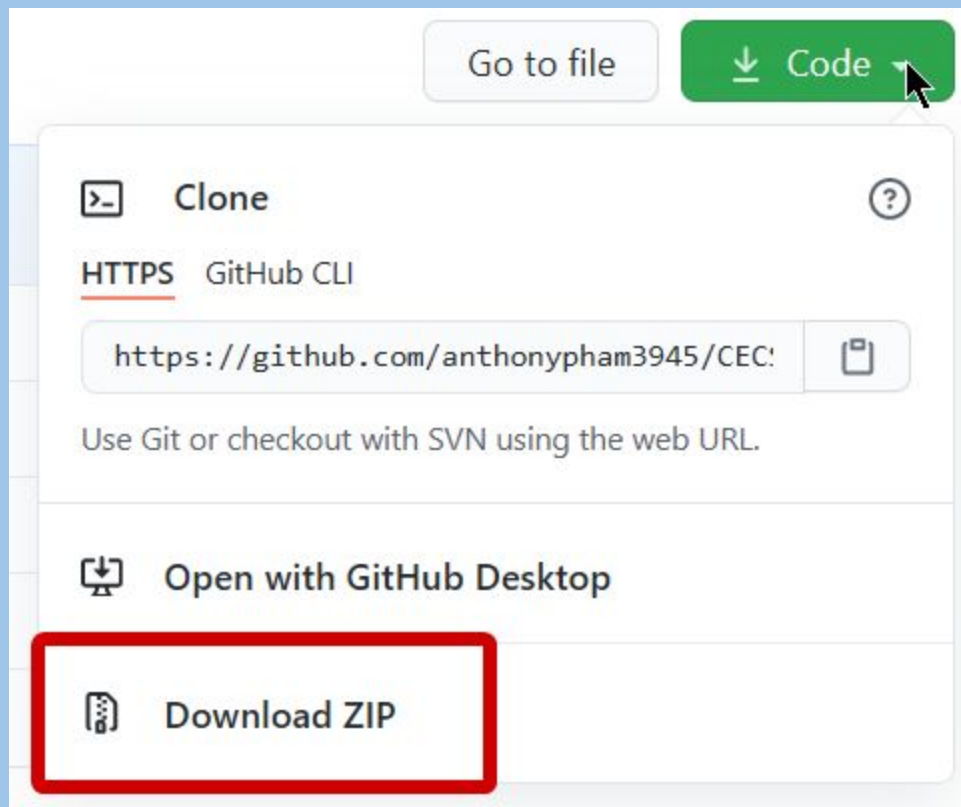 Go to file
Code
Clone
HTTPS GitHub CLI
https://github.com/anthonypham3945/CEC
Use Git or checkout with SVN using the web URL.
Open with GitHub Desktop
Download ZIP